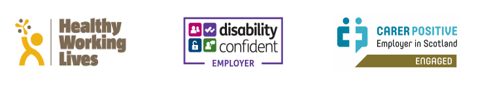 Healthy
Working
Lives
disability
confident
EMPLOYER
CARER POSITIVE
Employer in Scotland
ENGAGED